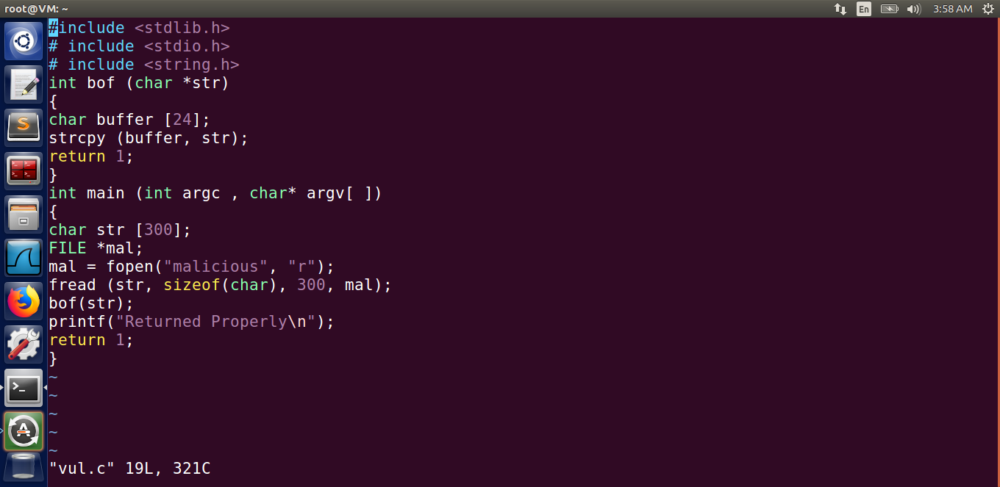 root@VM: ~
En
3:58 AM
#include <stdlib.h>
# include <stdio.h>
# include <string.h>
int bof (char *str)
{
char buffer [24];
strcpy (buffer, str);
return 1;
}
int main (int argc , char* argv[ ])
{
char str [300];
FILE *mal;
mal = fopen("malicious", "r");
fread (str, sizeof(char), 300, mal);
bof(str);
printf("Returned Properly\n");
return 1;
}
~
~
~
~
~
"vul.c" 19L, 321C